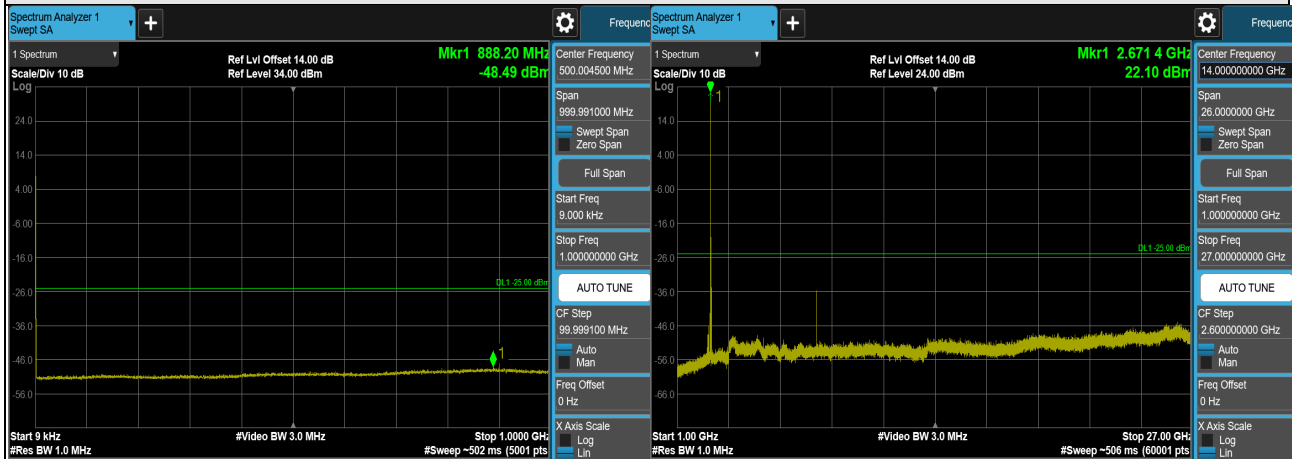 Spectrum Analyzer 1
Swept SA
+
Frequenc
1 Spectrum
Scale/Div 10 dB
Log
Ref Lvl Offset 14.00 dB
Ref Level 34.00 dBm
Mkr1 888.20 MHz
-48.49 dBm
24.0
14.0
4.00
-6.00
-16.0
-26.0
-36.0
-46.0
-56.0
DL1 -25.00 dBm
1
Start 9 kHz
#Res BW 1.0 MHz
#Video BW 3.0 MHz
Stop 1.0000 GHz
#Sweep ~502 ms (5001 pts
Center Frequency
500.004500 MHz
Span
999.991000 MHz
Swept Span
Zero Span
Full Span
Start Freq
9.000 kHz
Stop Freq
1.000000000 GHz
AUTO TUNE
CF Step
99.999100 MHz
Auto
Man
Freq Offset
0 Hz
X Axis Scale
Log
Lin
Spectrum Analyzer 1
Swept SA
+
Frequenc
1 Spectrum
Scale/Div 10 dB
Log
Ref Lvl Offset 14.00 dB
Ref Level 24.00 dBm
Mkr1 2.671 4 GHz
22.10 dBm
1
14.0
4.00
-6.00
-16.0
-26.0
-36.0
-46.0
-56.0
-66.0
DL1 -25.00 dBm
Start 1.00 GHz
#Res BW 1.0 MHz
#Video BW 3.0 MHz
Stop 27.00 GHz
#Sweep ~506 ms (60001 pts
Center Frequency
14.000000000 GHz
Span
26.0000000 GHz
Swept Span
Zero Span
Full Span
Start Freq
1.000000000 GHz
Stop Freq
27.000000000 GHz
AUTO TUNE
CF Step
2.600000000 GHz
Auto
Man
Freq Offset
0 Hz
X Axis Scale
Log
Lin